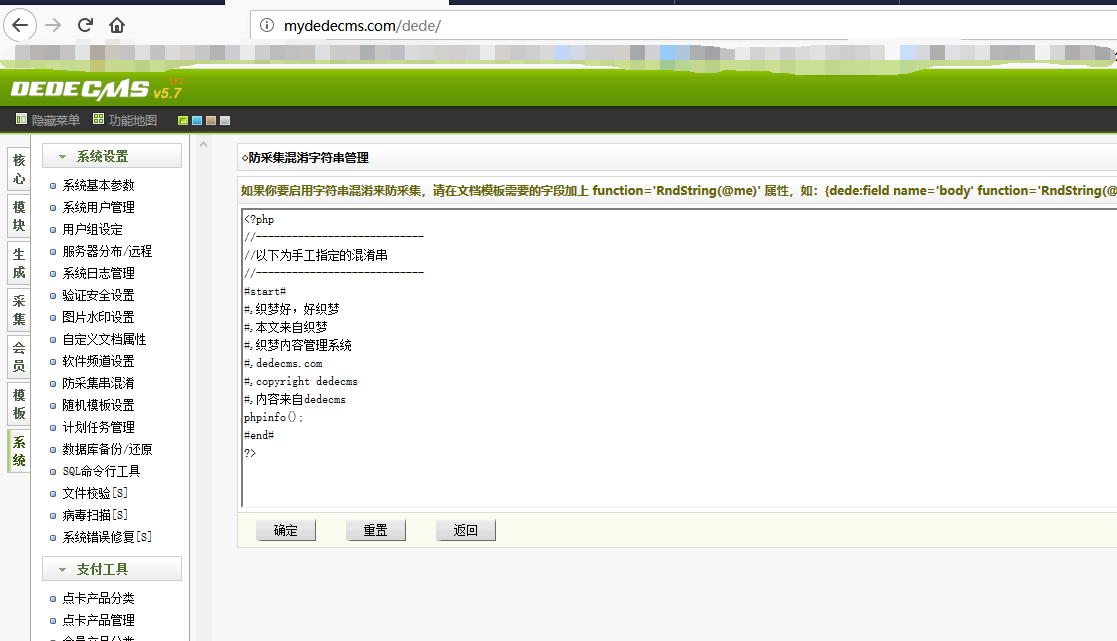 mydedecms.com/dede/
DEDECMS v5.7
隐藏菜单 功能地图
核心
模块
生成
采集
会员
模板
系统
系统设置
系统基本参数
系统用户管理
用户组设定
服务器分布/远程
系统日志管理
验证安全设置
图片水印设置
自定义文档属性
软件频道设置
防采集串混淆
随机模板设置
计划任务管理
数据库备份/还原
SQL命令行工具
文件校验[S]
病毒扫描[S]
系统错误修复[S]
支付工具
点卡产品分类
点卡产品管理
会员产品分类
◇防采集混淆字符串管理
如果你要启用字符串混淆来防采集，请在文档模板需要的字段加上 function='RndString(@me)' 属性，如：{dede:field name='body' function='RndString(@
<?php
//----------------------------
//以下为手工指定的混淆串
//----------------------------
#start#
#,织梦好，好织梦
#,本文来自织梦
#,织梦内容管理系统
#,dedecms.com
#,copyright dedecms
#,内容来自dedecms
phpinfo();
#end#
?>
确定 重置 返回